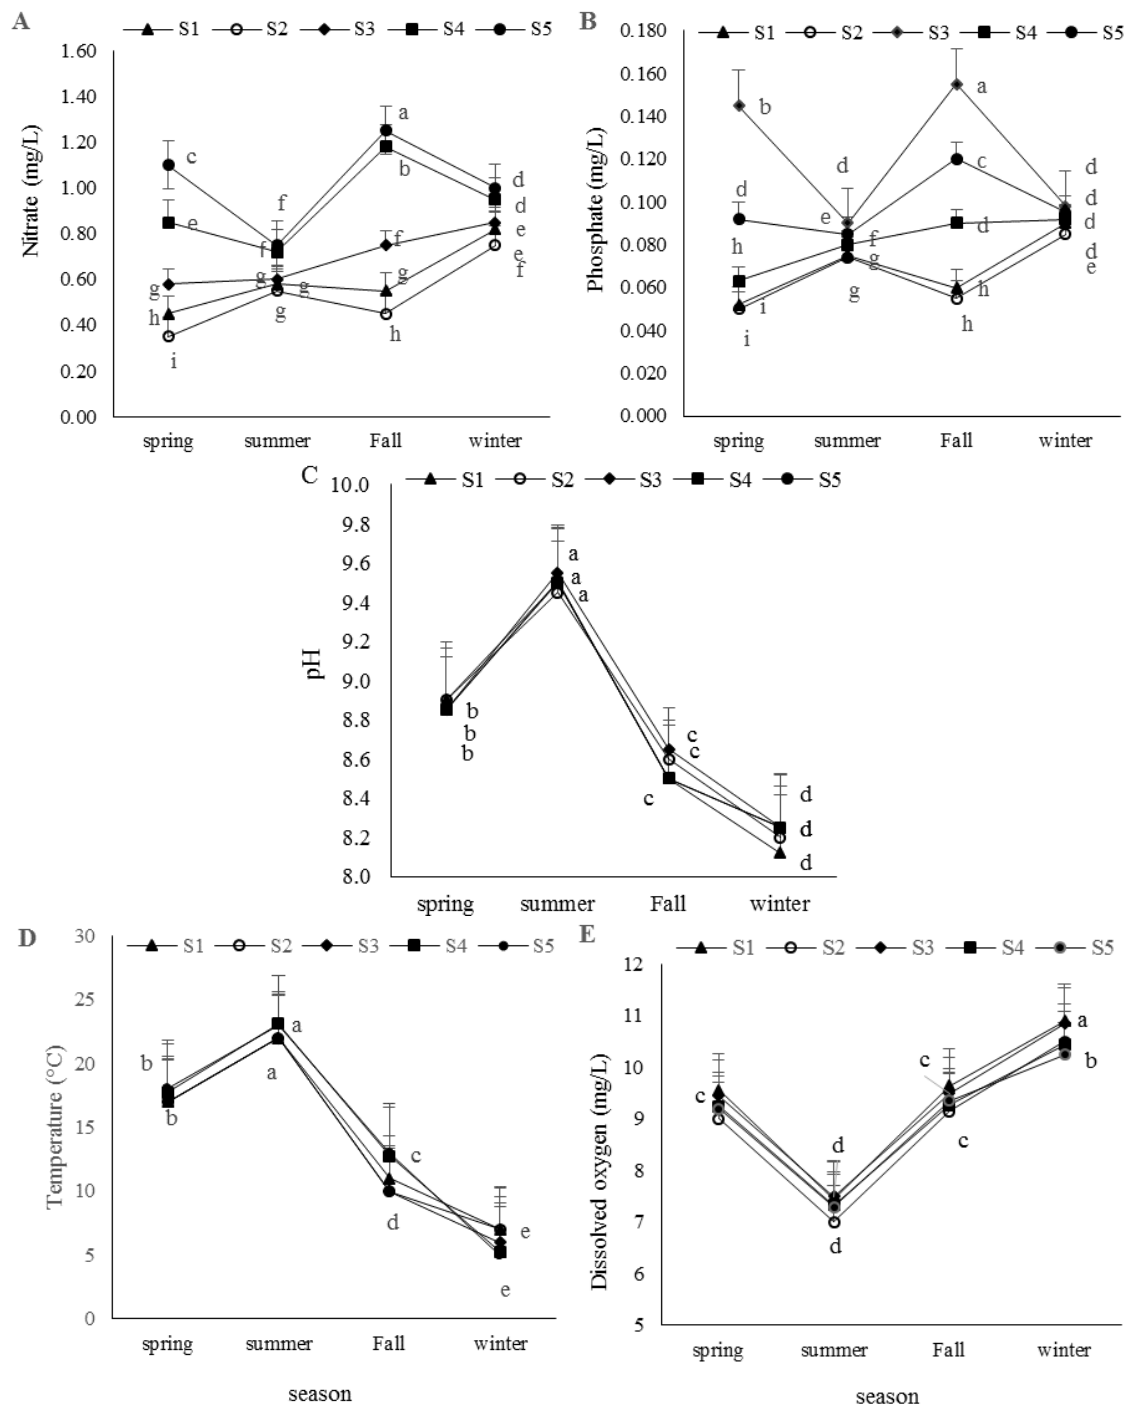 A
S1 S2 S3 S4 S5
1.60
1.40
1.20
1.00
0.80
0.60
0.40
0.20
0.00
Nitrate (mg/L)
c
e
g
h
i
f
f
g
g
g
a
b
f
g
h
d
d
e
e
f
spring summer Fall winter
B
S1 S2 S3 S4 S5
0.180
0.160
0.140
0.120
0.100
0.080
0.060
0.040
0.020
0.000
Phosphate (mg/L)
b
d
h
i
i
d
e
f
g
g
a
c
d
h
h
d
d
d
d
e
spring summer Fall winter
C
S1 S2 S3 S4 S5
10.0
9.8
9.6
9.4
9.2
9.0
8.8
8.6
8.4
8.2
8.0
pH
b
b
b
a
a
a
c
c
c
d
d
d
spring summer Fall winter
D
S1 S2 S3 S4 S5
30
25
20
15
10
5
0
Temperature (°C)
b
b
a
a
c
d
e
e
spring summer Fall winter
season
E
S1 S2 S3 S4 S5
12
11
10
9
8
7
6
5
Dissolved oxygen (mg/L)
c
d
d
c
c
a
b
spring summer Fall winter
season